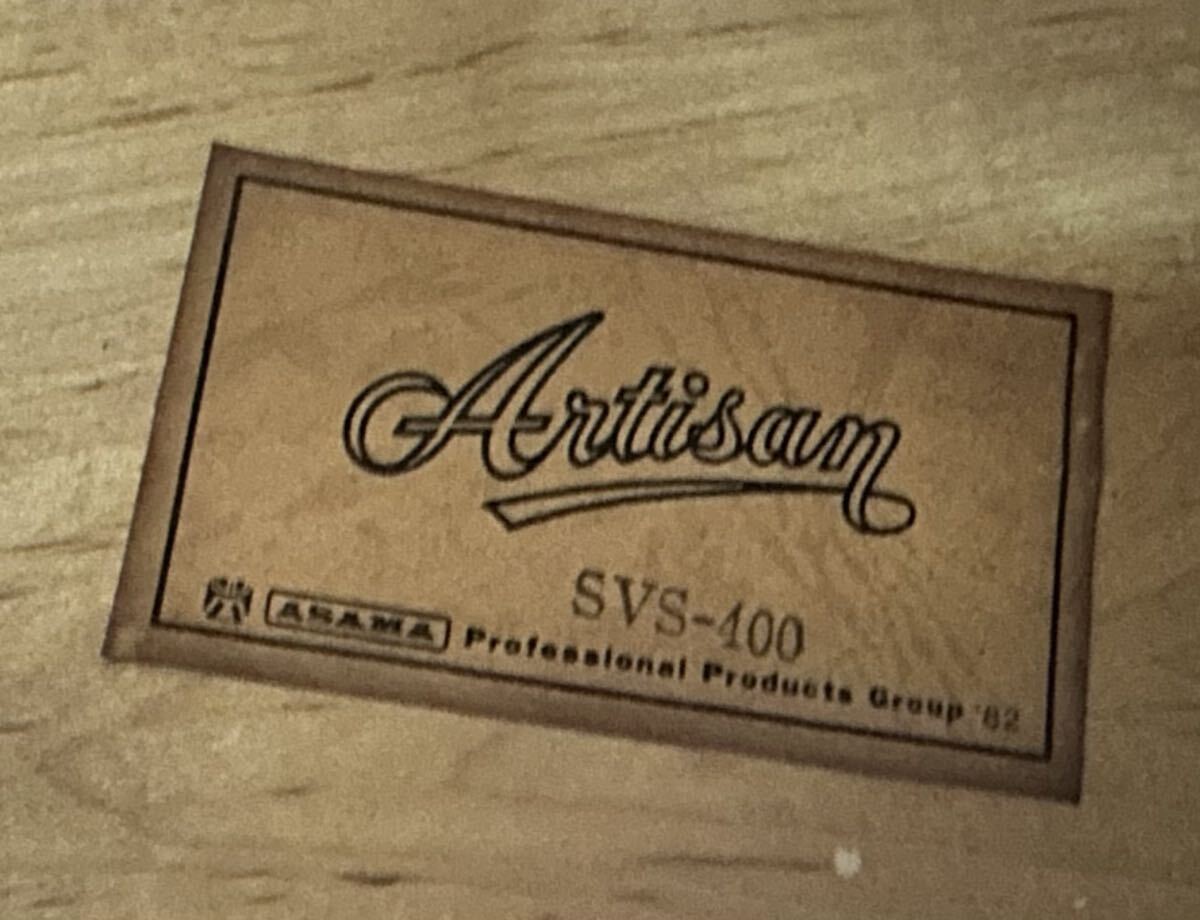 Artisan
SVS-400
ASAMA Professional Products Group '82